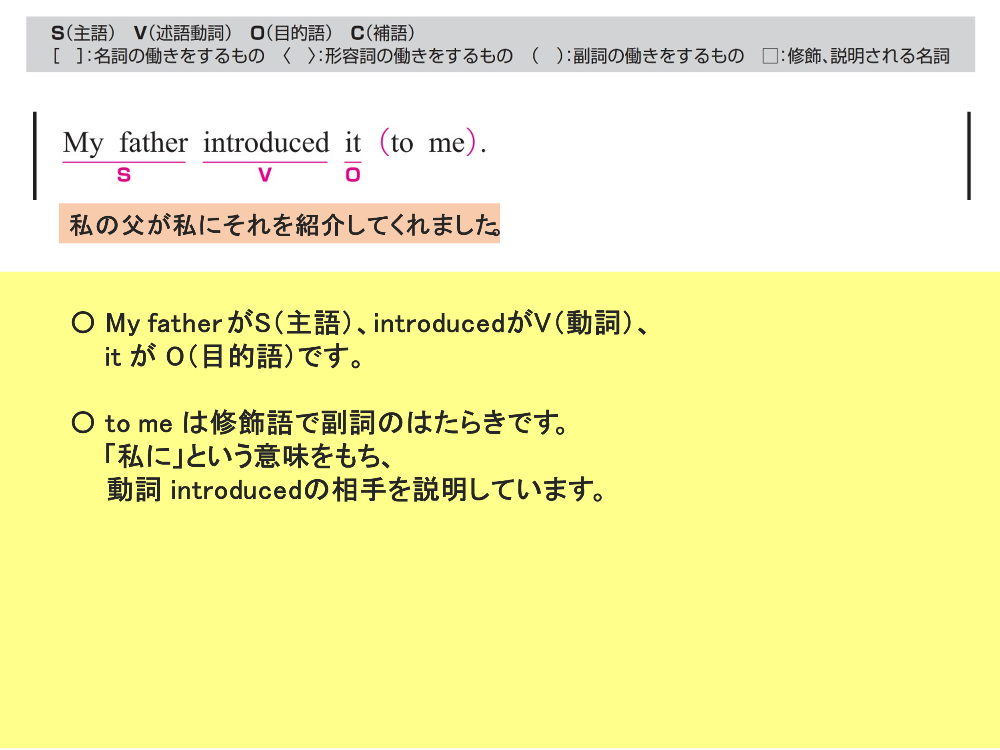 S(主語) V(述語動詞) O(目的語) C(補語)
[ ]:名詞の働きをするもの 〈 〉:形容詞の働きをするもの ( ):副詞の働きをするもの □:修飾、説明される名詞
My father introduced it (to me).
S V O
私の父が私にそれを紹介してくれました。
○ My father がS(主語)、introducedがV(動詞)、
it が O(目的語)です。
○ to me は修飾語で副詞のはたらきです。
「私に」という意味をもち、
動詞 introducedの相手を説明しています。